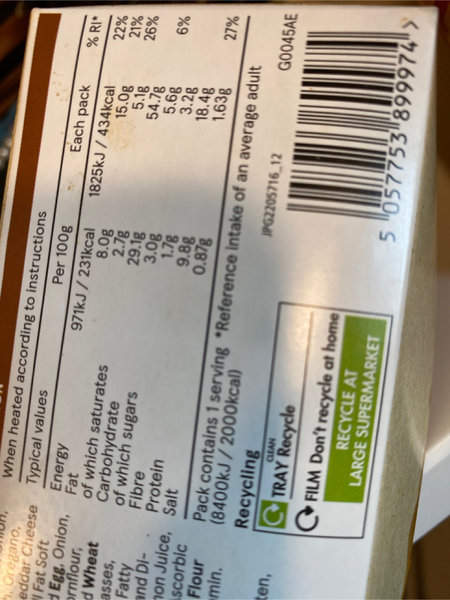 When heated according to instructions
Typical values Per 100g Each pack % RI*
Energy 971kJ / 231kcal 1825kJ / 434kcal 22%
Fat 8.0g 15.0g 21%
of which saturates 2.7g 5.1g 26%
Carbohydrate 29.1g 54.7g
of which sugars 3.0g 5.6g 6%
Fibre 1.7g 3.2g
Protein 9.8g 18.4g
Salt 0.87g 1.63g 27%
Pack contains 1 serving *Reference intake of an average adult
(8400kJ / 2000kcal)
Recycling
CLEAN
TRAY Recycle
FILM Don't recycle at home
RECYCLE AT
LARGE SUPERMARKET
JPG2205716_12
G0045AE
5 057753 899974 >
Oregano,
eddar Cheese
Fat Soft
Egg, Onion,
rnflour,
Wheat
asses,
Fatty
and Di-
non Juice,
scorbic
Flour
min.
ten,